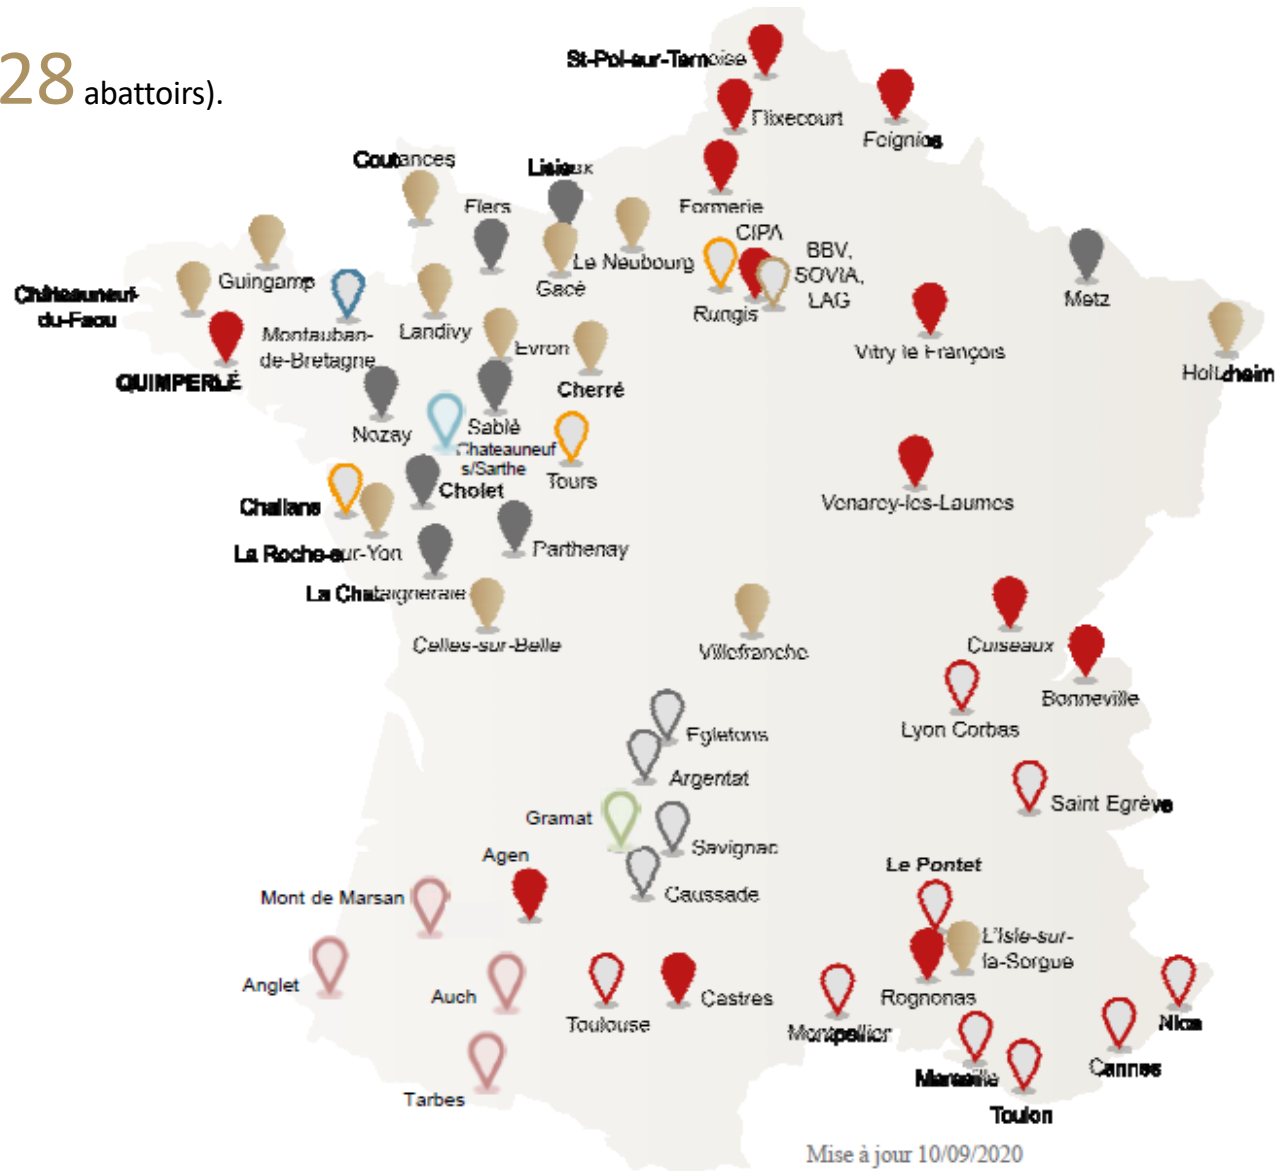 28 abattoirs).
St-Pol-sur-Ternoise
Flixecourt
Feignies
Coutances
Lisieux
Flers
Formerie
CIPA
BBV,
SOVIA,
LAG
Guingamp
Le Neubourg
Gacé
Rungis
Metz
Châteauneuf-
du-Faou
Montauban-
de-Bretagne
Landivy
Evron
Vitry le François
Holtzheim
QUIMPERLÉ
Cherré
Nozay
Sablé
Chateauneuf
s/Sarthe
Tours
Cholet
Challans
Venarey-les-Laumes
La Roche-sur-Yon
Parthenay
La Chataigneraie
Celles-sur-Belle
Villefranche
Cuiseaux
Bonneville
Lyon Corbas
Egletons
Argentat
Saint Egrève
Gramat
Savignac
Agen
Le Pontet
Caussade
Mont de Marsan
L'Isle-sur-
la-Sorgue
Anglet
Auch
Castres
Rognonas
Toulouse
Montpellier
Nice
Cannes
Marseille
Tarbes
Toulon
Mise à jour 10/09/2020